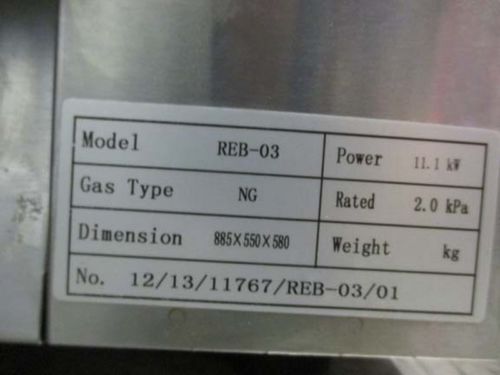 Model REB-03 Power 11.1 kW
Gas Type NG Rated 2.0 kPa
Dimension 885X550X580 Weight kg
No. 12/13/11767/REB-03/01